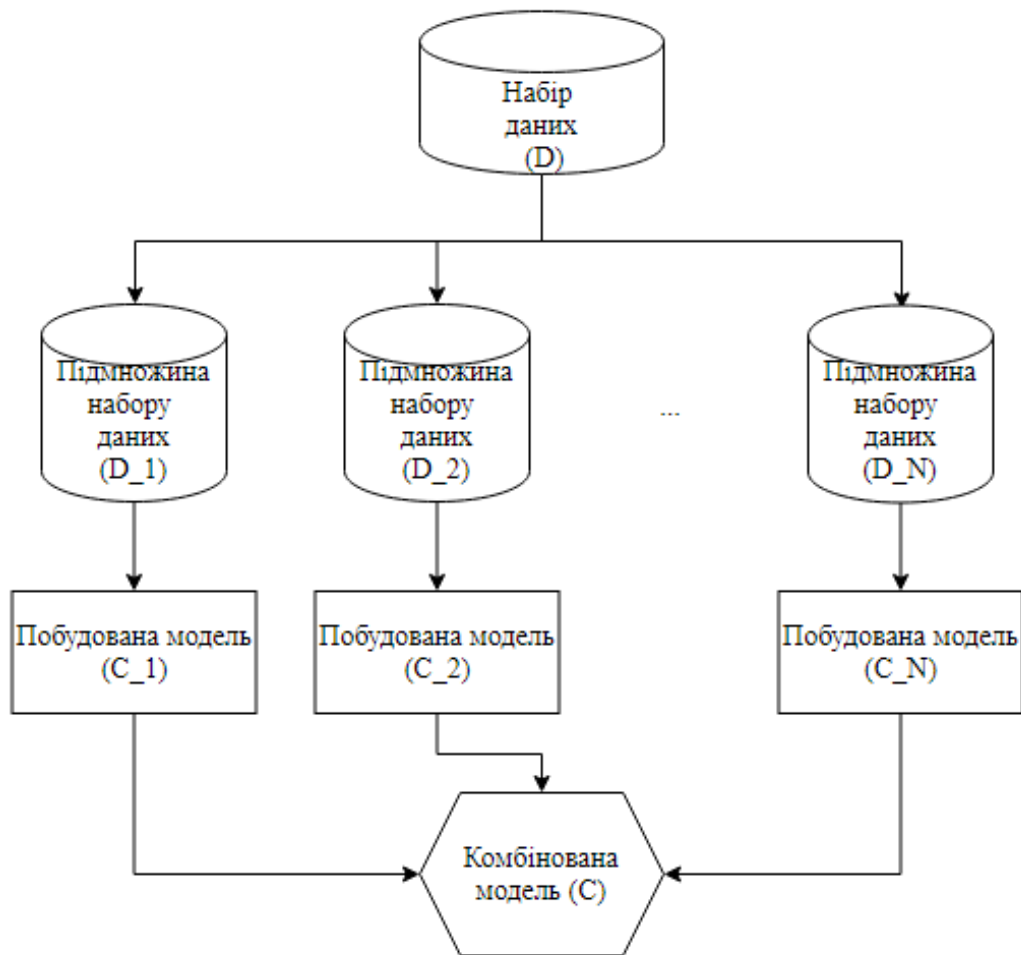 Набір
даних
(D)
Підмножина
набору
даних
(D_1)
Підмножина
набору
даних
(D_2)
...
Підмножина
набору
даних
(D_N)
Побудована модель
(C_1)
Побудована модель
(C_2)
Побудована модель
(C_N)
Комбінована
модель (C)